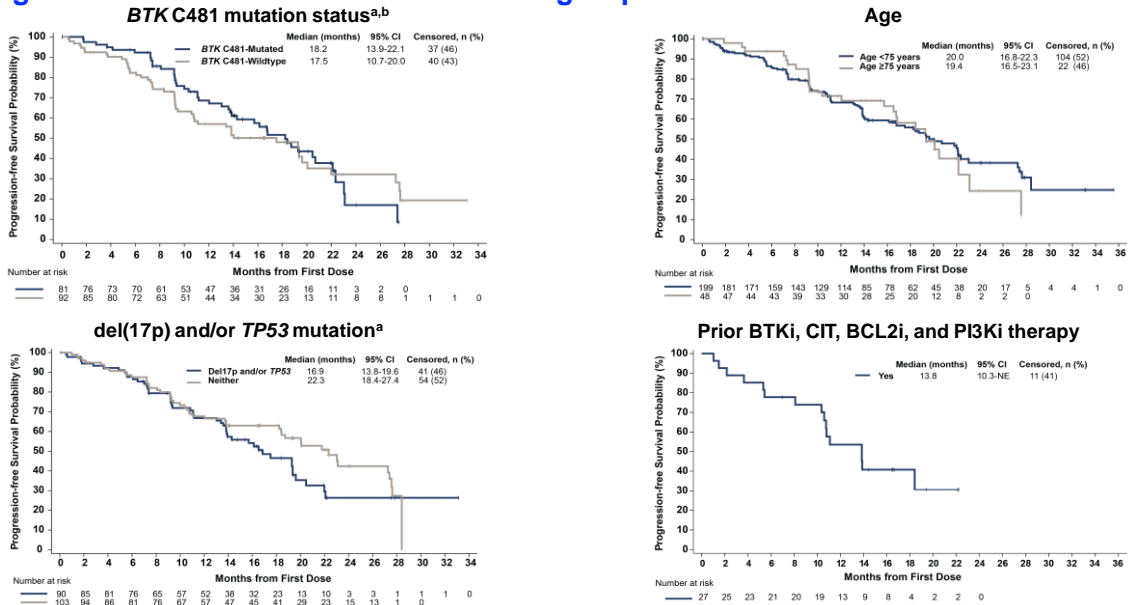 g
g p
BTK C481 mutation status a,b
Median (months) 95% CI Censored, n (%)
BTK C481-Mutated 18.2 13.9-22.1 37 (46)
BTK C481-Wildtype 17.5 10.7-20.0 40 (43)
Progression-free Survival Probability (%)
100
90
80
70
60
50
40
30
20
10
0
0 2 4 6 8 10 12 14 16 18 20 22 24 26 28 30 32 34
Months from First Dose
Number at risk
81 76 73 70 61 53 47 36 31 26 16 11 3 2 0
92 85 80 72 63 51 44 34 30 23 13 11 8 8 1 1 1 0
Age
Median (months) 95% CI Censored, n (%)
Age <75 years 20.0 16.8-22.3 104 (52)
Age ≥75 years 19.4 16.5-23.1 22 (46)
Progression-free Survival Probability (%)
100
90
80
70
60
50
40
30
20
10
0
0 2 4 6 8 10 12 14 16 18 20 22 24 26 28 30 32 34 36
Months from First Dose
Number at risk
199 181 171 159 143 129 114 85 78 62 45 38 20 17 5 4 4 1 0
48 47 44 43 39 33 30 28 25 20 12 8 2 2 0
del(17p) and/or TP53 mutation a
Median (months) 95% CI Censored, n (%)
Del17p and/or TP53 16.9 13.8-19.6 41 (46)
Neither 22.3 18.4-27.4 54 (52)
Progression-free Survival Probability (%)
100
90
80
70
60
50
40
30
20
10
0
0 2 4 6 8 10 12 14 16 18 20 22 24 26 28 30 32 34
Months from First Dose
Number at risk
90 85 81 76 65 57 52 38 32 23 13 10 3 3 1 1 1 0
103 94 86 81 76 67 57 47 45 41 29 23 15 13 1 0
Prior BTKi, CIT, BCL2i, and PI3Ki therapy
Median (months) 95% CI Censored, n (%)
Yes 13.8 10.3-NE 11 (41)
Progression-free Survival Probability (%)
100
90
80
70
60
50
40
30
20
10
0
0 2 4 6 8 10 12 14 16 18 20 22 24 26 28 30 32 34 36
Months from First Dose
Number at risk
27 25 23 21 20 19 13 9 8 4 2 2 0